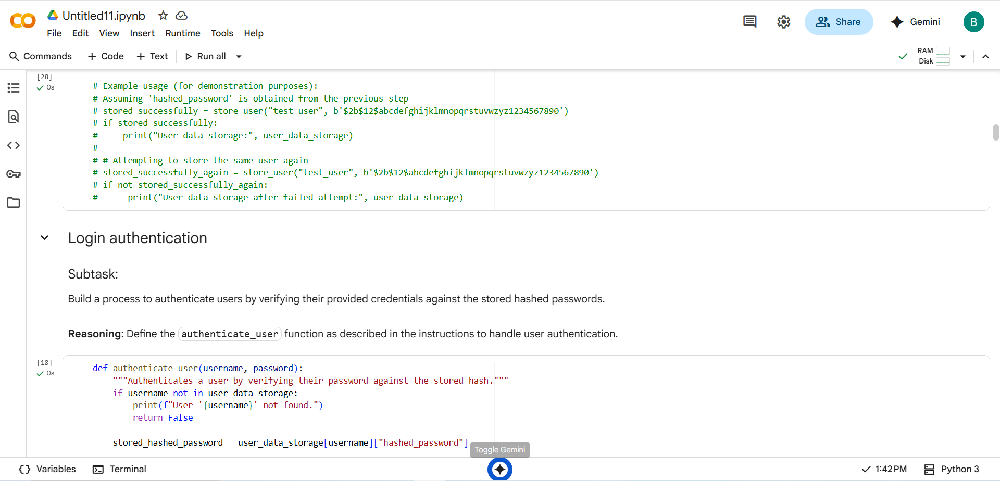 Untitled11.ipynb
File Edit View Insert Runtime Tools Help
Share
Gemini
B
Commands + Code + Text Run all
RAM
Disk
[28]
0s
# Example usage (for demonstration purposes):
# Assuming 'hashed_password' is obtained from the previous step
# stored_successfully = store_user("test_user", b'$2b$12$abcdefghijklmnopqrstuvwzyz1234567890')
# if stored_successfully:
#     print("User data storage:", user_data_storage)
#
# # Attempting to store the same user again
# stored_successfully_again = store_user("test_user", b'$2b$12$abcdefghijklmnopqrstuvwzyz1234567890')
# if not stored_successfully_again:
#      print("User data storage after failed attempt:", user_data_storage)
Login authentication
Subtask:
Build a process to authenticate users by verifying their provided credentials against the stored hashed passwords.
Reasoning: Define the authenticate_user function as described in the instructions to handle user authentication.
[18]
0s
def authenticate_user(username, password):
    """Authenticates a user by verifying their password against the stored hash."""
    if username not in user_data_storage:
        print(f"User '{username}' not found.")
        return False
    stored_hashed_password = user_data_storage[username]["hashed_password"]
Toggle Gemini
{} Variables
Terminal
1:42 PM
Python 3